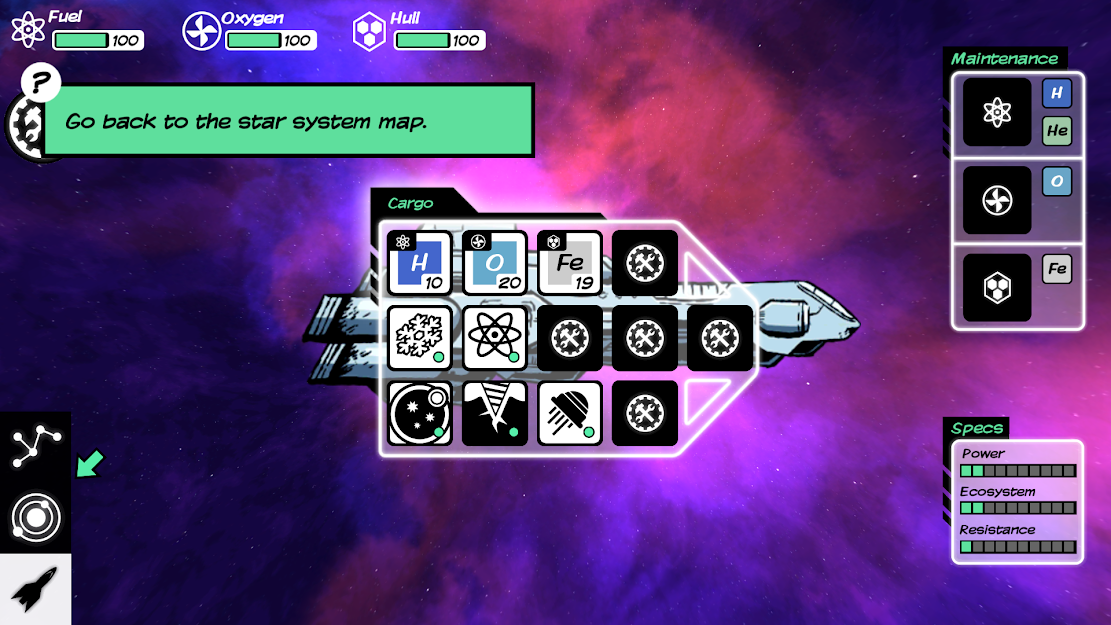 Fuel
100
Oxygen
100
Hull
100
?
Go back to the star system map.
Maintenance
H
He
O
Fe
Cargo
H
10
O
20
Fe
19
Specs
Power
Ecosystem
Resistance